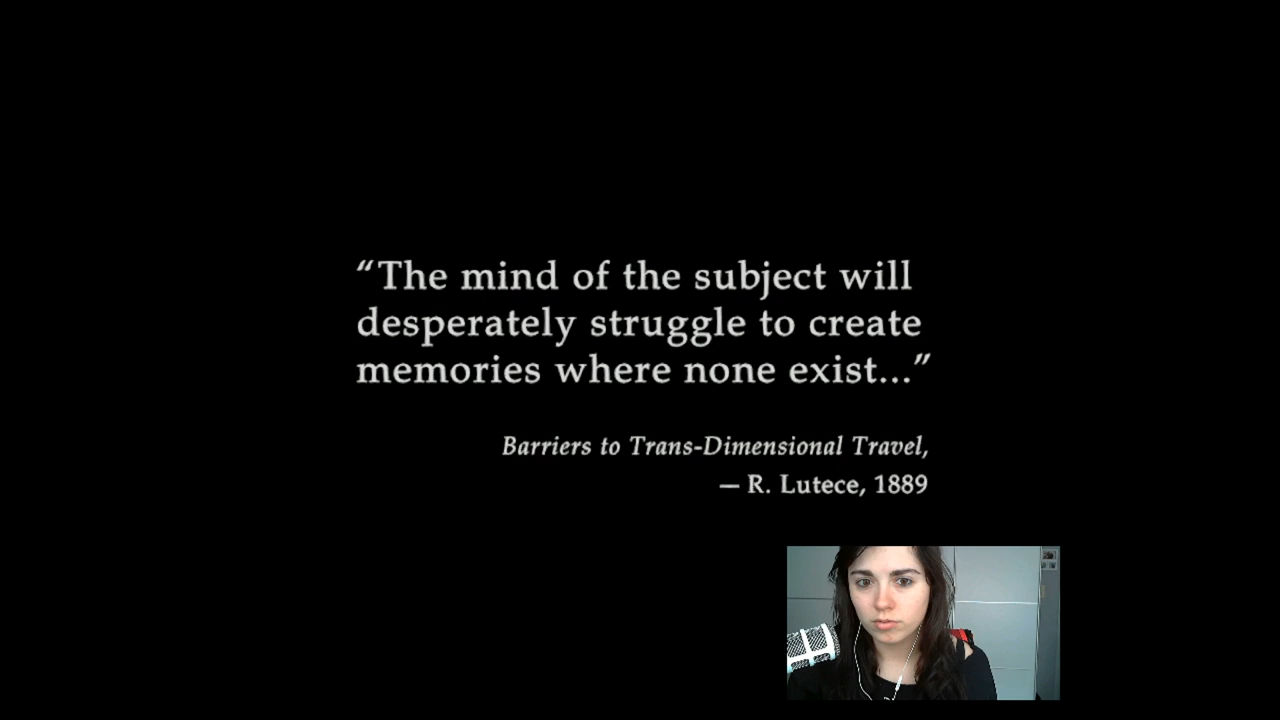 “The mind of the subject will
desperately struggle to create
memories where none exist...”
Barriers to Trans-Dimensional Travel,
— R. Lutece, 1889